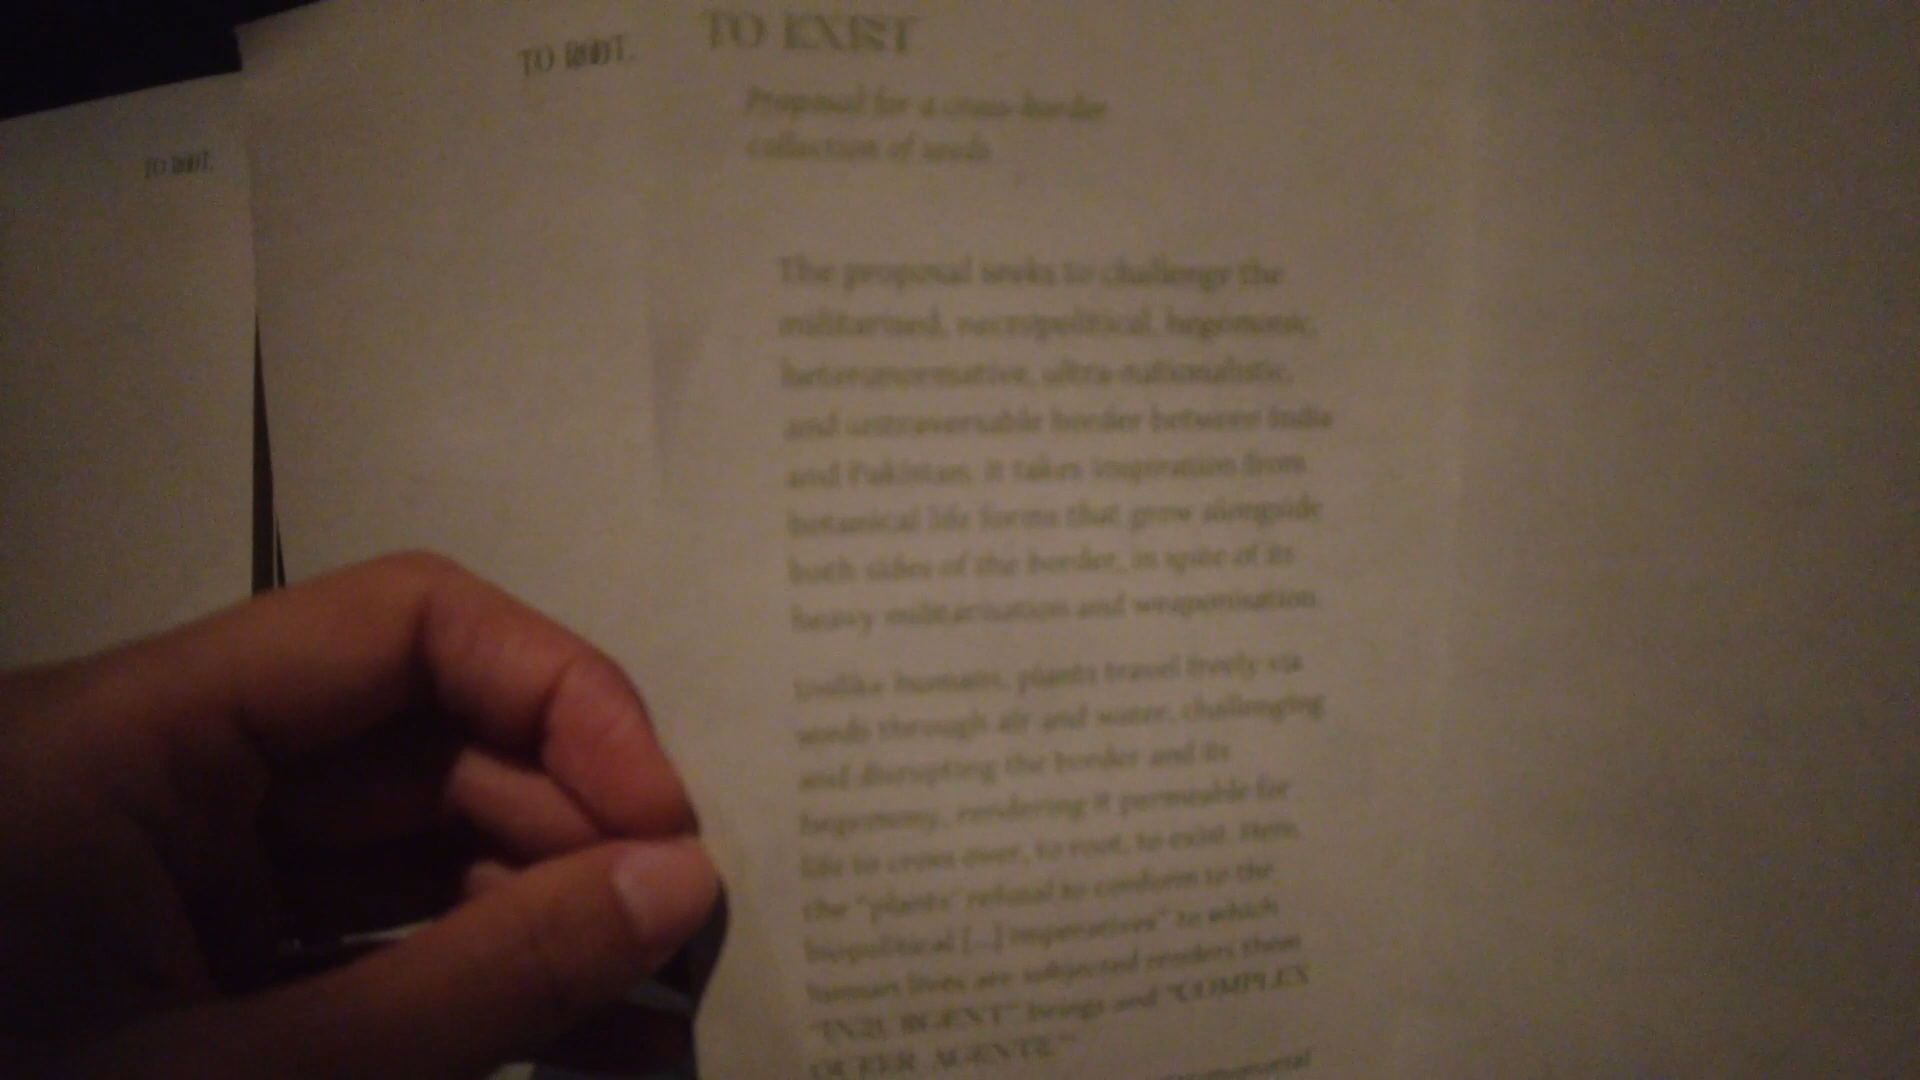 TO ROOT.
TO ROOT.
TO EXIST
Proposal for a cross-border
collection of seeds
The proposal seeks to challenge the
militarised, necropolitical, hegemonic,
heteronormative, ultra-nationalistic,
and untraversable border between India
and Pakistan; it takes inspiration from
botanical life forms that grow alongside
both sides of the border, in spite of its
heavy militarisation and weaponisation.
Unlike humans, plants travel freely via
seeds through air and water, challenging
and disrupting the border and its
hegemony, rendering it permeable for
life to cross over, to root, to exist. Here,
the "plants' refusal to conform to the
biopolitical [...] imperatives" to which
human lives are subjected renders them
"INSURGENT" beings and "COMPLEX
QUEER AGENTS."